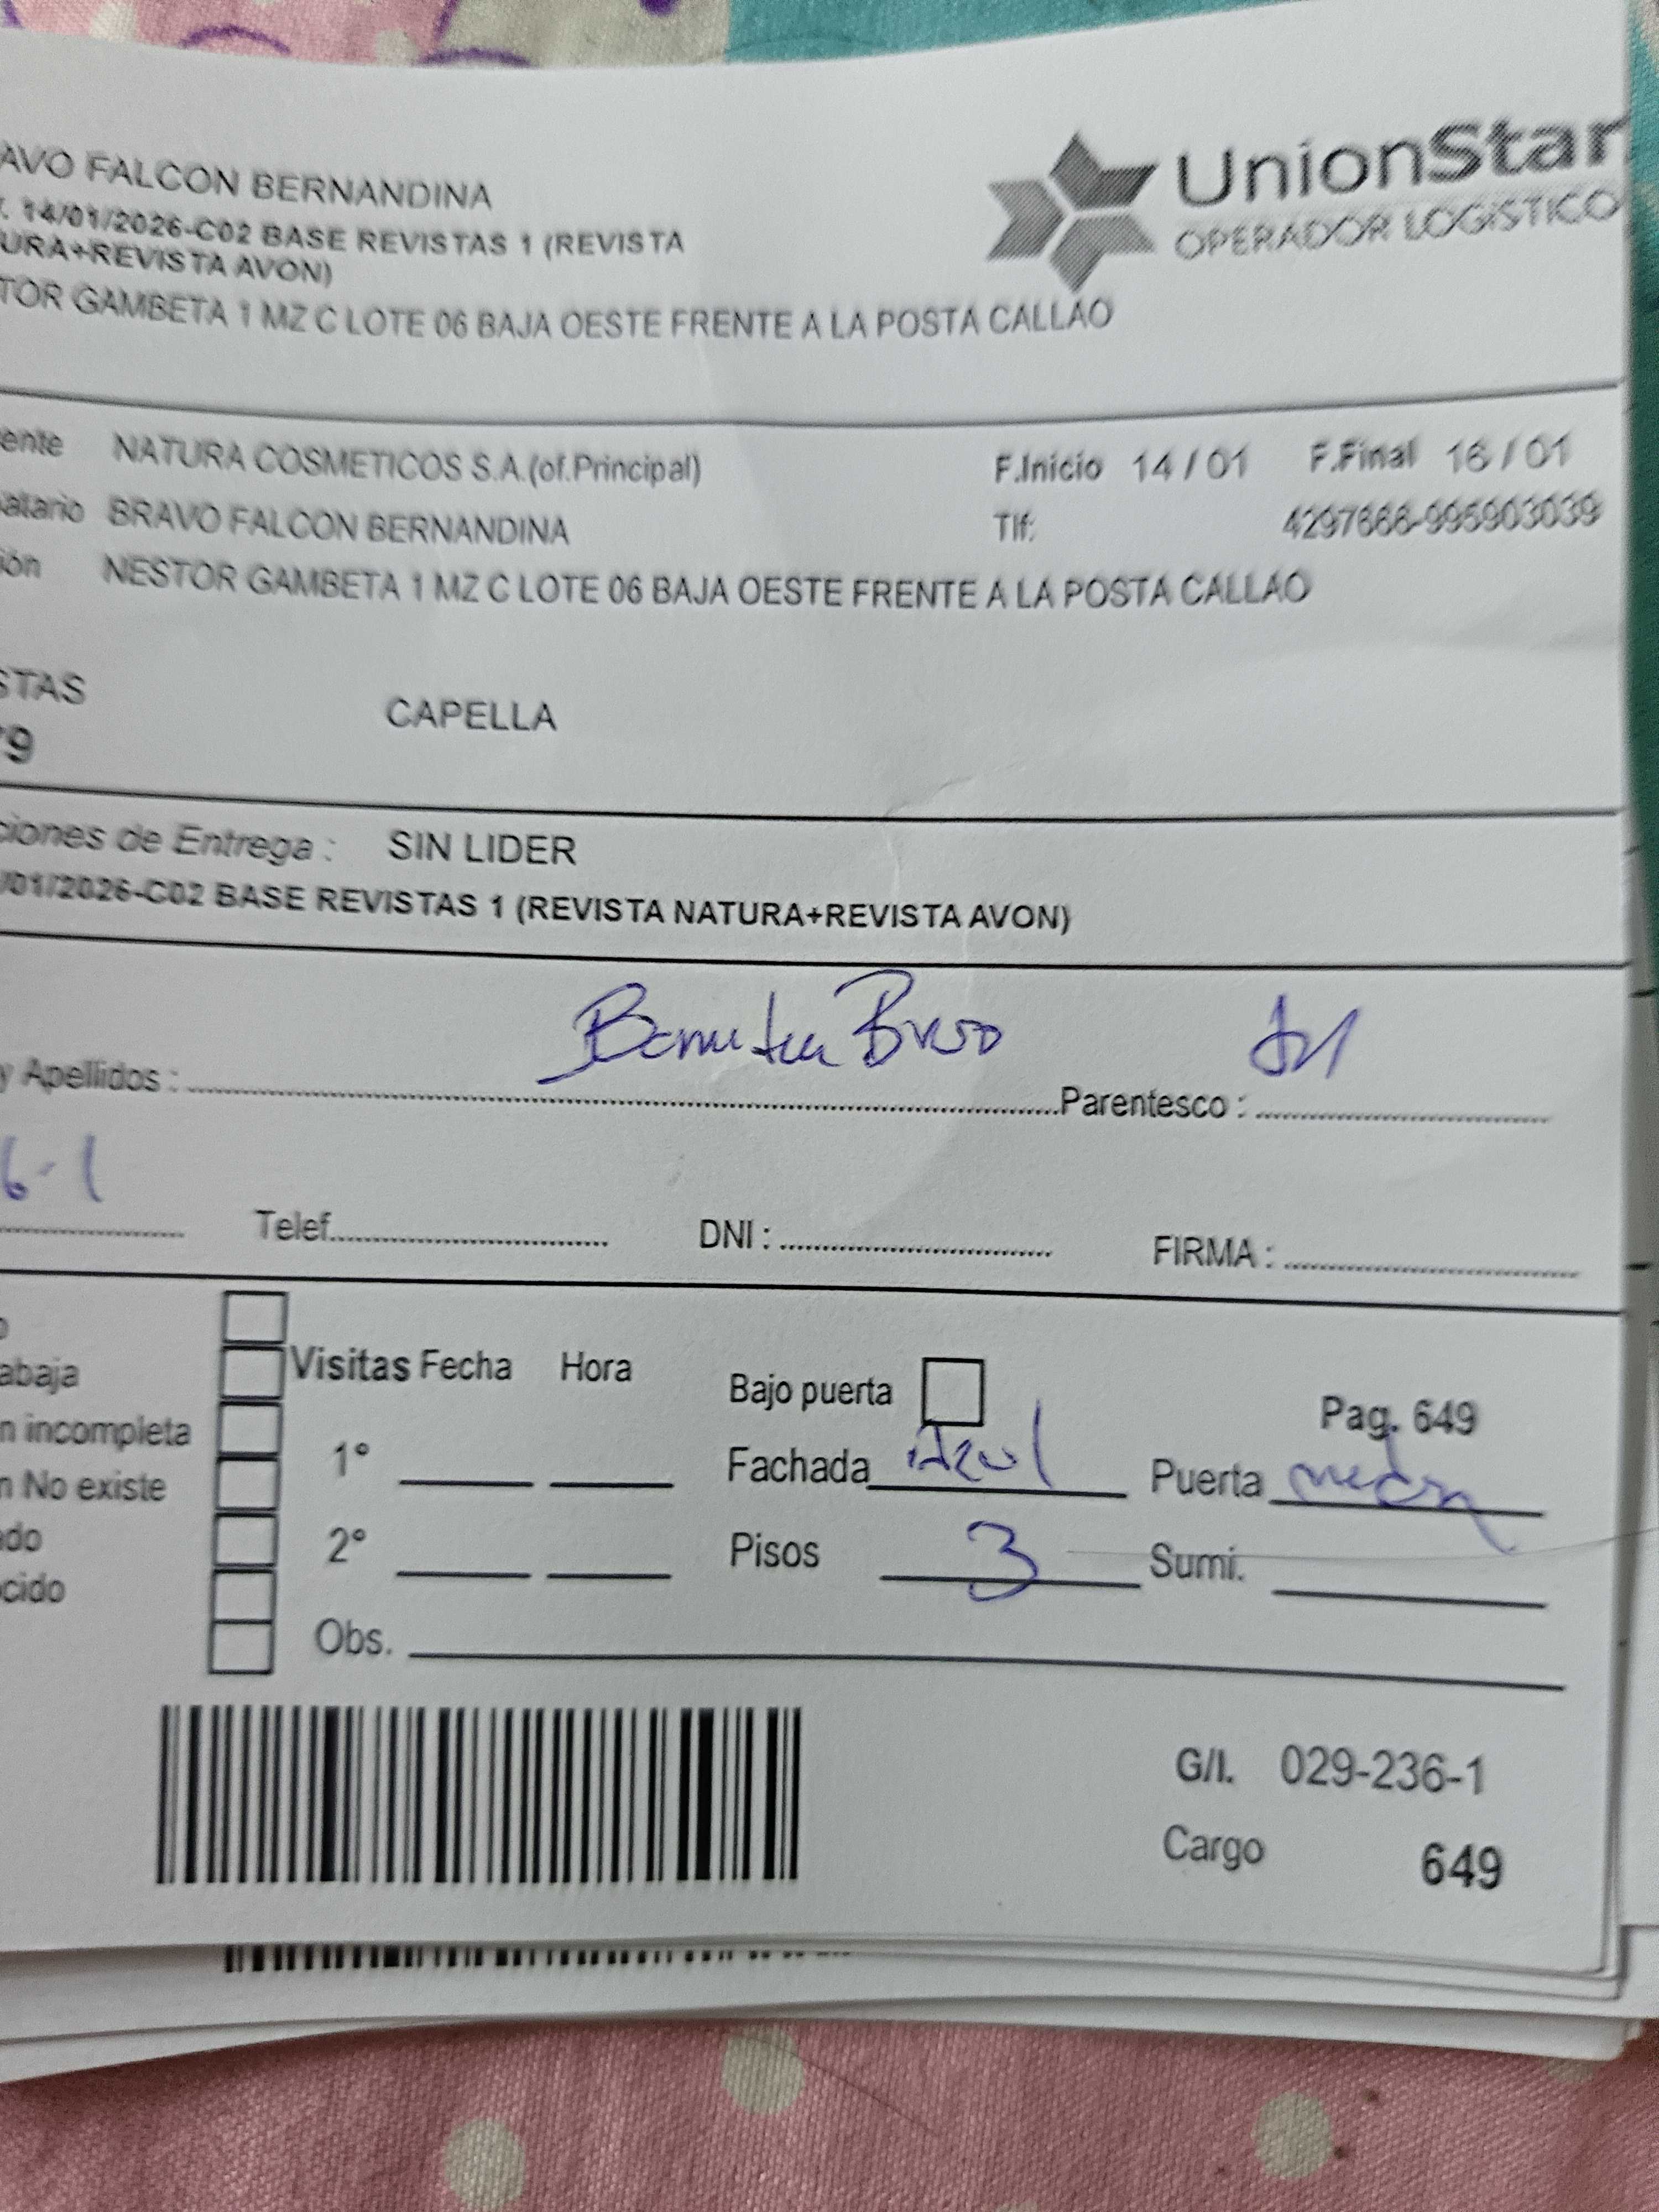 AVO FALCON BERNANDINA
UnionStar
OPERADOR LOGISTICO
. 14/01/2026-C02 BASE REVISTAS 1 (REVISTA
URA+REVISTA AVON)
TOR GAMBETA 1 MZ C LOTE 06 BAJA OESTE FRENTE A LA POSTA CALLAO
ente NATURA COSMETICOS S.A.(of.Principal) F.Inicio 14 / 01 F.Final 16 / 01
atario BRAVO FALCON BERNANDINA Tlf: 4297666-995903039
ión NESTOR GAMBETA 1 MZ C LOTE 06 BAJA OESTE FRENTE A LA POSTA CALLAO
STAS CAPELLA
9
ciones de Entrega : SIN LIDER
/01/2026-C02 BASE REVISTAS 1 (REVISTA NATURA+REVISTA AVON)
y Apellidos : Bravo Parentesco :
6-1
Telef. DNI : FIRMA :
o
abaja Visitas Fecha Hora Bajo puerta Pag. 649
n incompleta 1° Fachada Azul Puerta
n No existe
do 2° Pisos 3 Sumi.
cido
Obs.
G/I. 029-236-1
Cargo 649